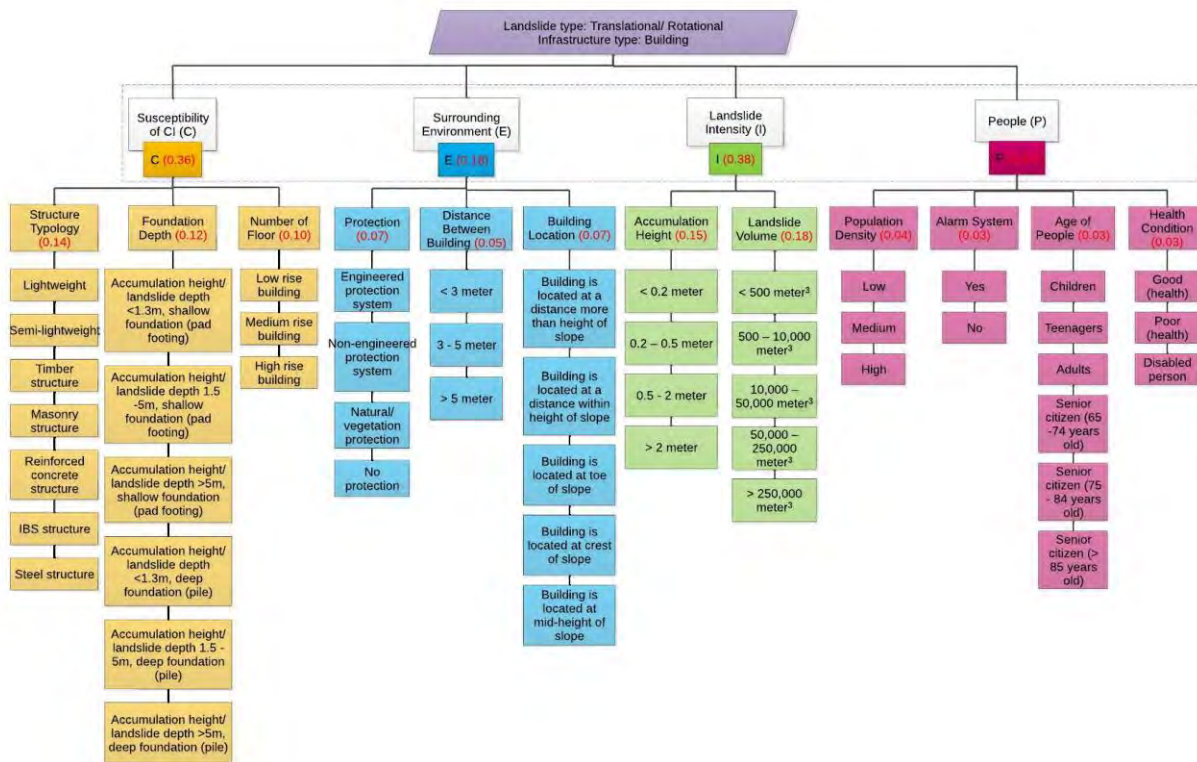 Landslide type: Translational/ Rotational
Infrastructure type: Building
Susceptibility
of CI (C)
C (0.36)
Surrounding
Environment (E)
E (0.18)
Landslide
Intensity (I)
I (0.38)
People (P)
P
Structure
Typology
(0.14)
Lightweight
Semi-lightweight
Timber
structure
Masonry
structure
Reinforced
concrete
structure
IBS structure
Steel structure
Foundation
Depth (0.12)
Accumulation height/
landslide depth
<1.3m, shallow
foundation (pad
footing)
Accumulation height/
landslide depth 1.5
-5m, shallow
foundation (pad
footing)
Accumulation height/
landslide depth >5m,
shallow foundation
(pad footing)
Accumulation height/
landslide depth
<1.3m, deep
foundation (pile)
Accumulation height/
landslide depth 1.5 -
5m, deep foundation
(pile)
Accumulation height/
landslide depth >5m,
deep foundation (pile)
Number of
Floor (0.10)
Low rise
building
Medium rise
building
High rise
building
Protection
(0.07)
Engineered
protection
system
Non-engineered
protection
system
Natural/
vegetation
protection
No
protection
Distance
Between
Building (0.05)
< 3 meter
3 - 5 meter
> 5 meter
Building
Location (0.07)
Building is
located at a
distance more
than height of
slope
Building is
located at a
distance within
height of slope
Building is
located at toe
of slope
Building is
located at crest
of slope
Building is
located at
mid-height of
slope
Accumulation
Height (0.15)
< 0.2 meter
0.2 – 0.5 meter
0.5 - 2 meter
> 2 meter
Landslide
Volume (0.18)
< 500 meter³
500 – 10,000
meter³
10,000 –
50,000 meter³
50,000 –
250,000
meter³
> 250,000
meter³
Population
Density (0.04)
Low
Medium
High
Alarm System
(0.03)
Yes
No
Age of
People (0.03)
Children
Teenagers
Adults
Senior
citizen (65
-74 years old)
Senior
citizen (75
- 84 years
old)
Senior
citizen (>
85 years old)
Health
Condition
(0.03)
Good
(health)
Poor
(health)
Disabled
person